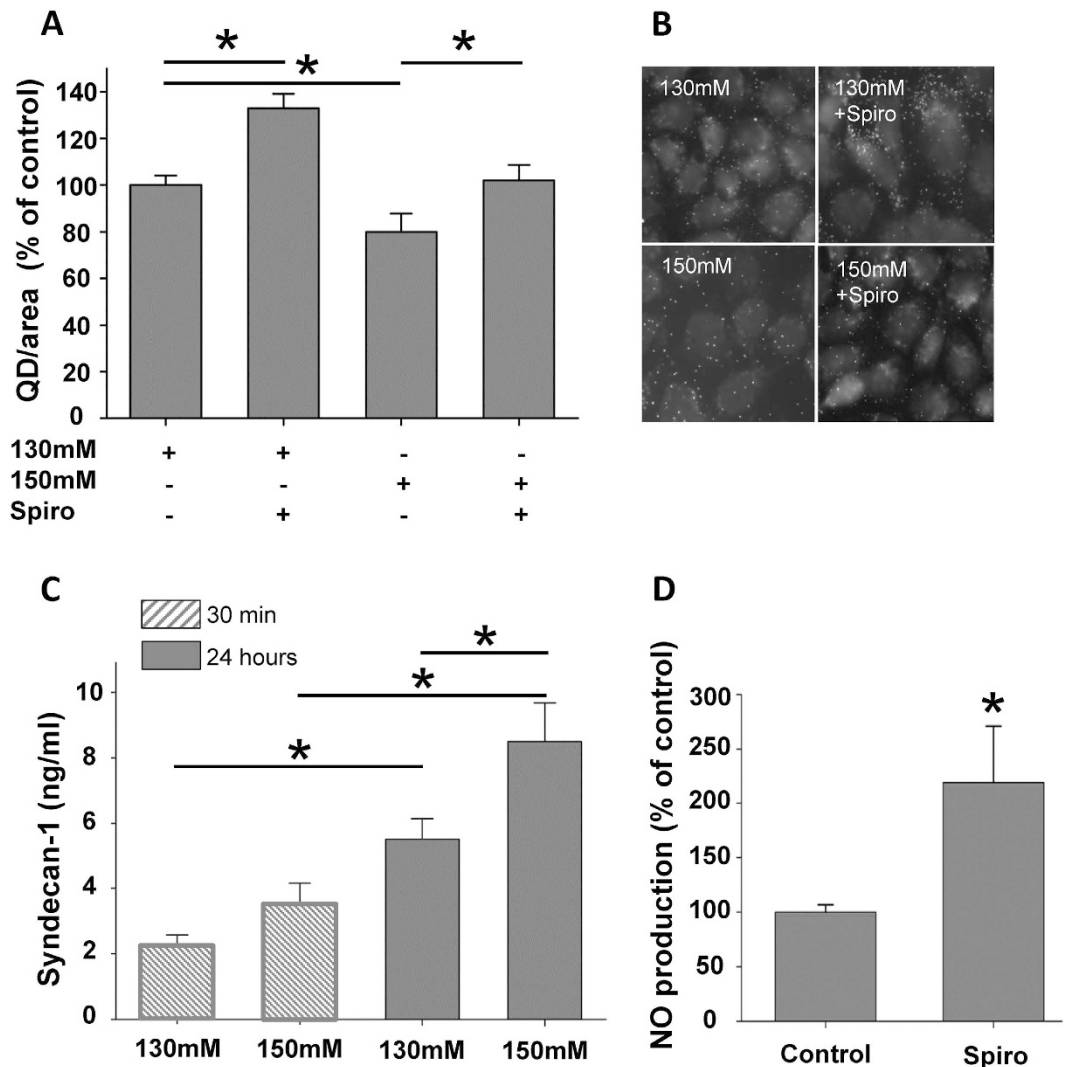 A
*
*
*
QD/area (% of control)
140
120
100
80
60
40
20
0
130mM + + - -
150mM - - + +
Spiro - + - +
B
130mM
130mM
+Spiro
150mM
150mM
+Spiro
C
30 min
24 hours
*
*
*
Syndecan-1 (ng/ml)
10
8
6
4
2
0
130mM 150mM 130mM 150mM
D
*
NO production (% of control)
300
250
200
150
100
50
0
Control Spiro